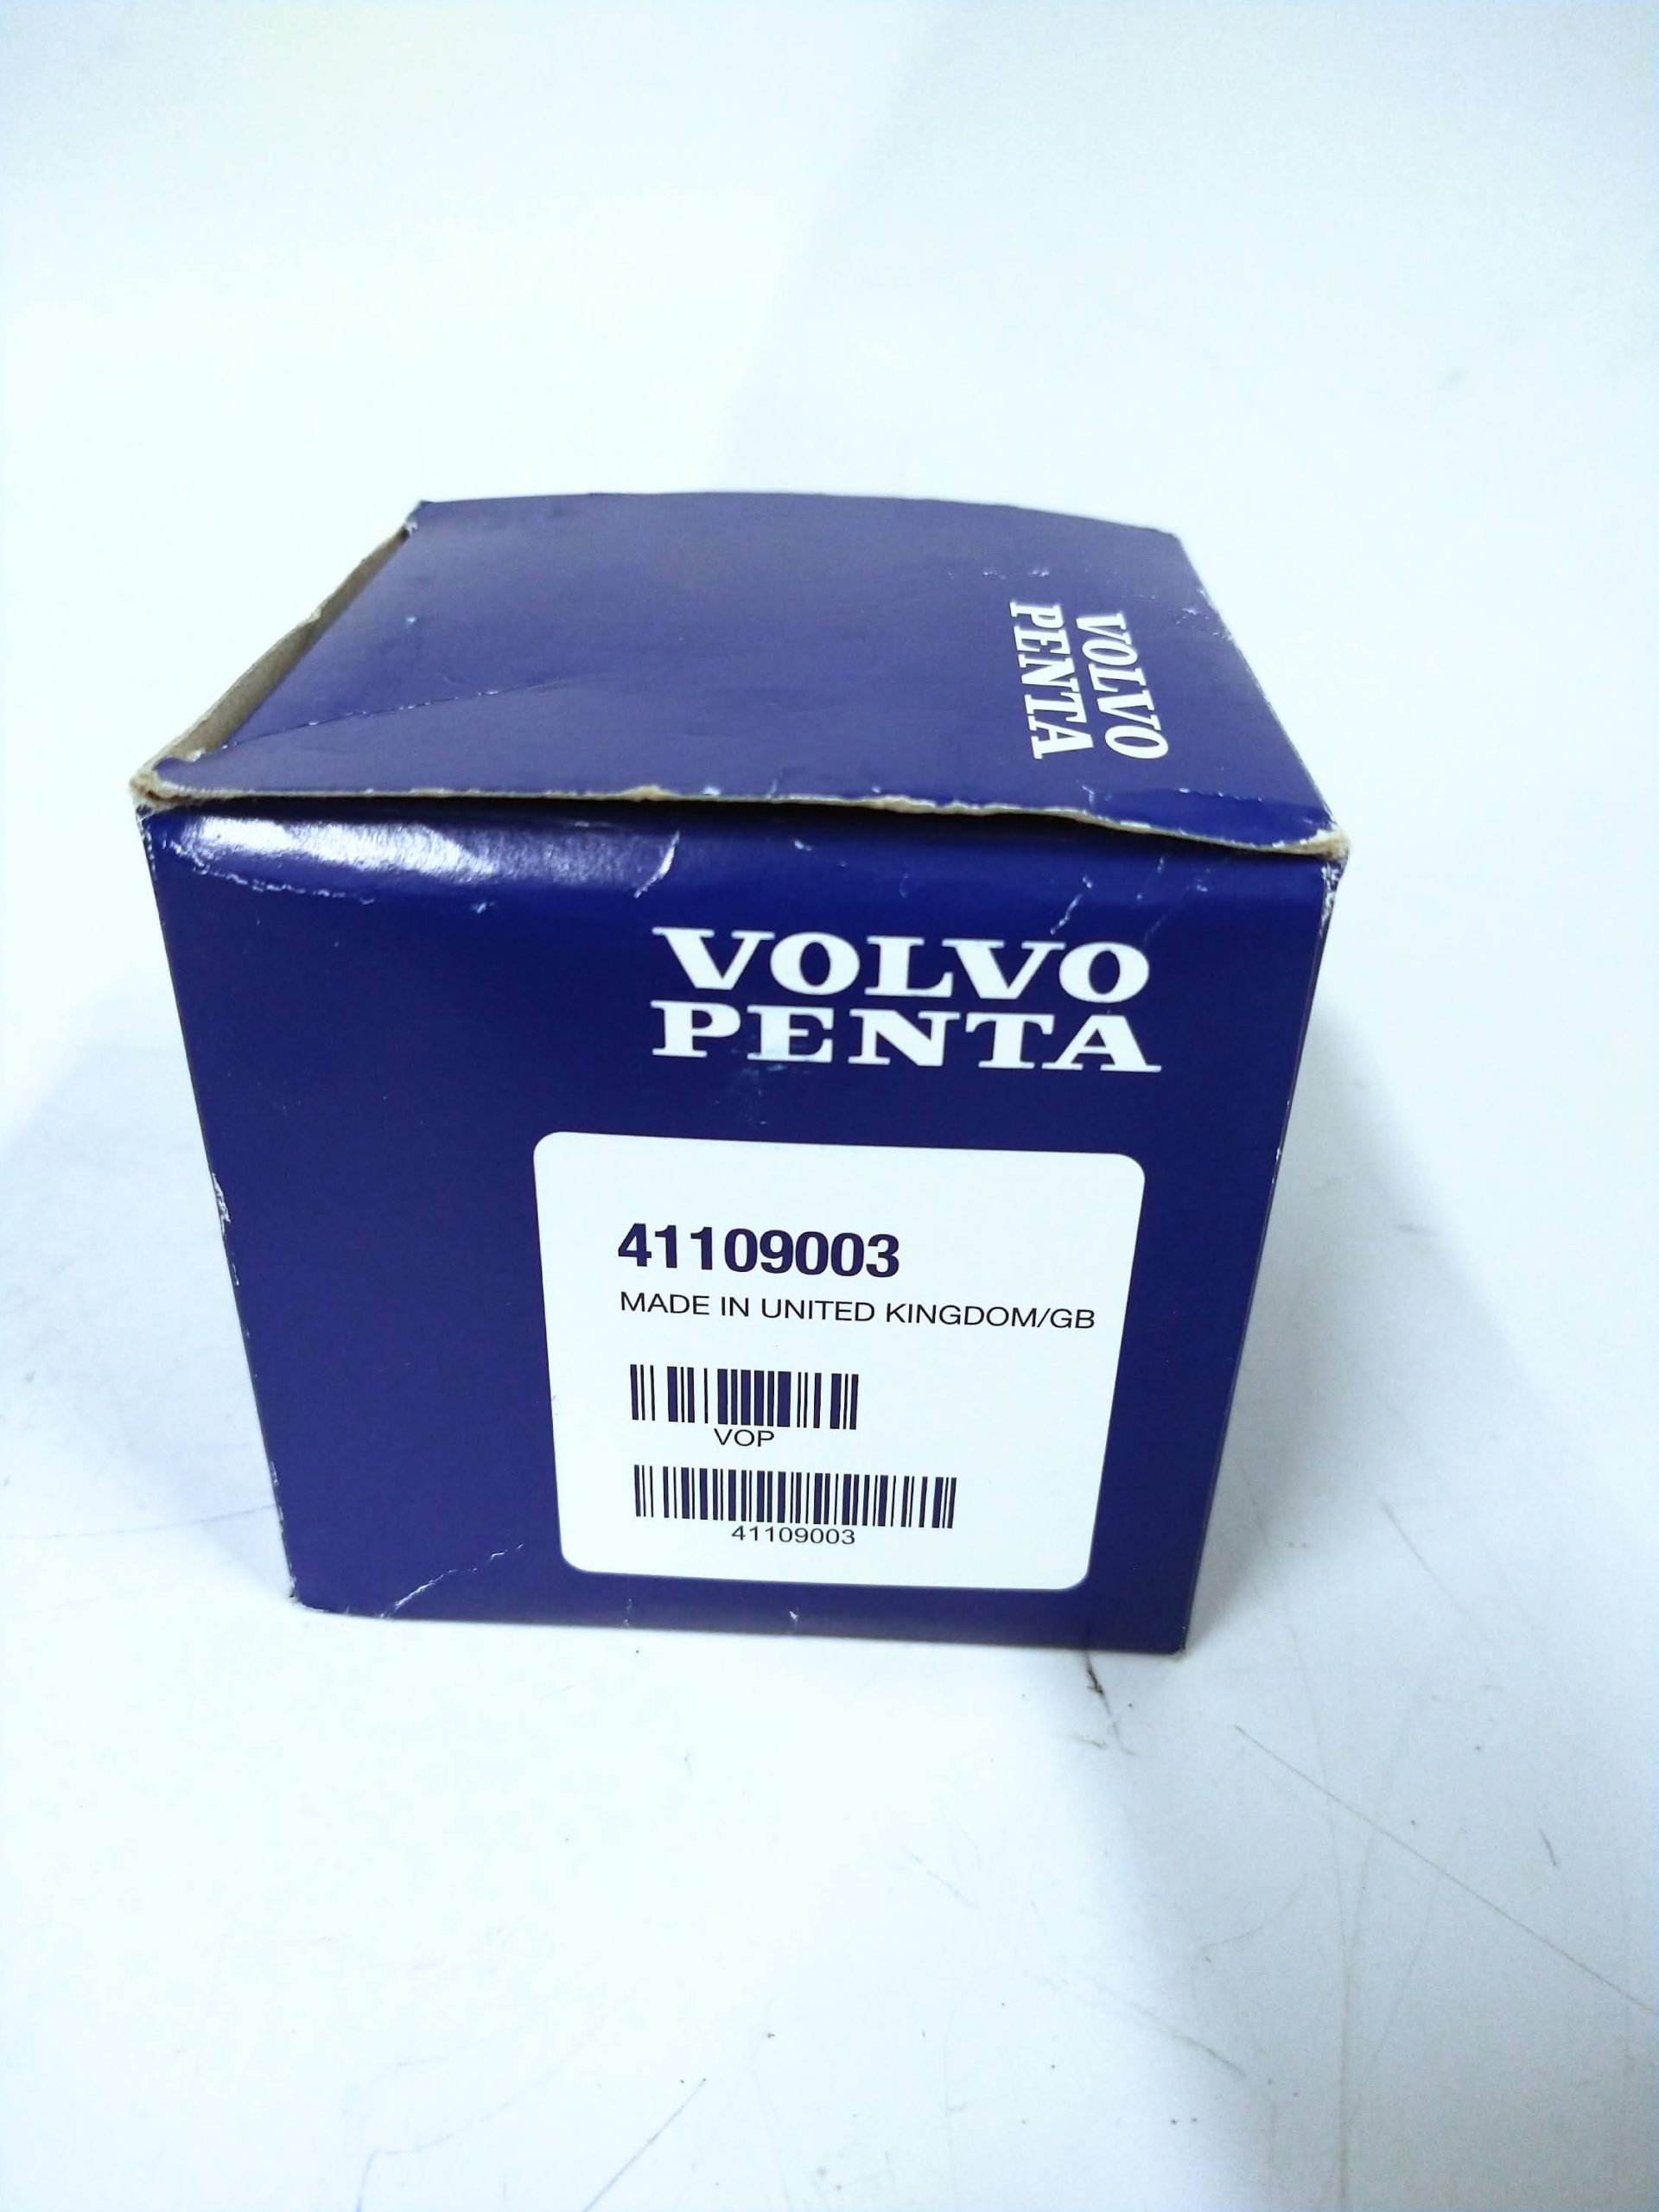 VOLVO
PENTA
VOLVO
PENTA
41109003
MADE IN UNITED KINGDOM/GB
VOP
41109003